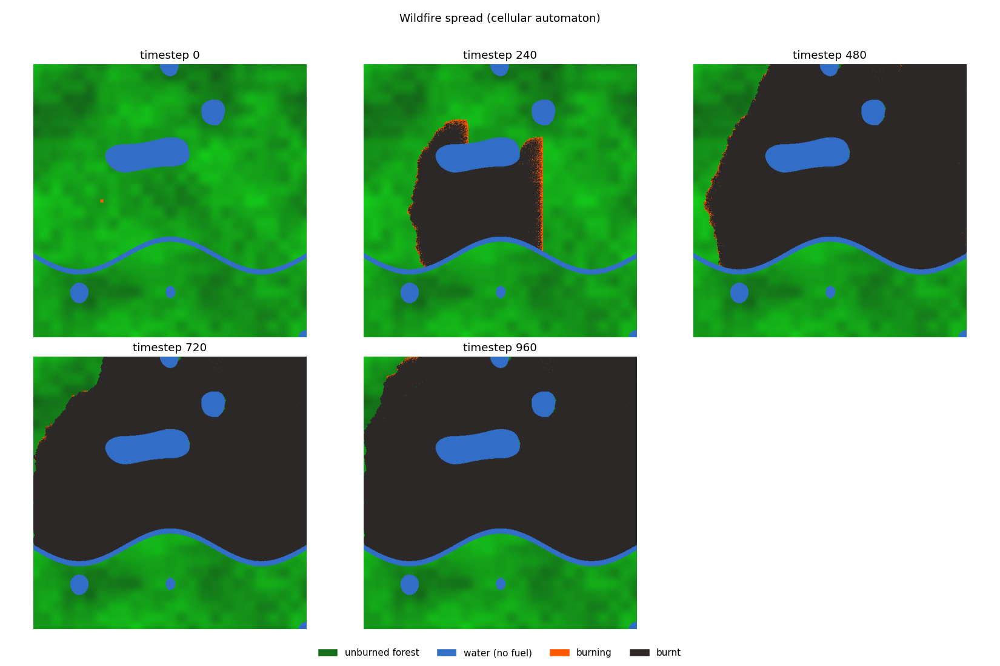 Wildfire spread (cellular automaton)
timestep 0
timestep 240
timestep 480
timestep 720
timestep 960
unburned forest
water (no fuel)
burning
burnt